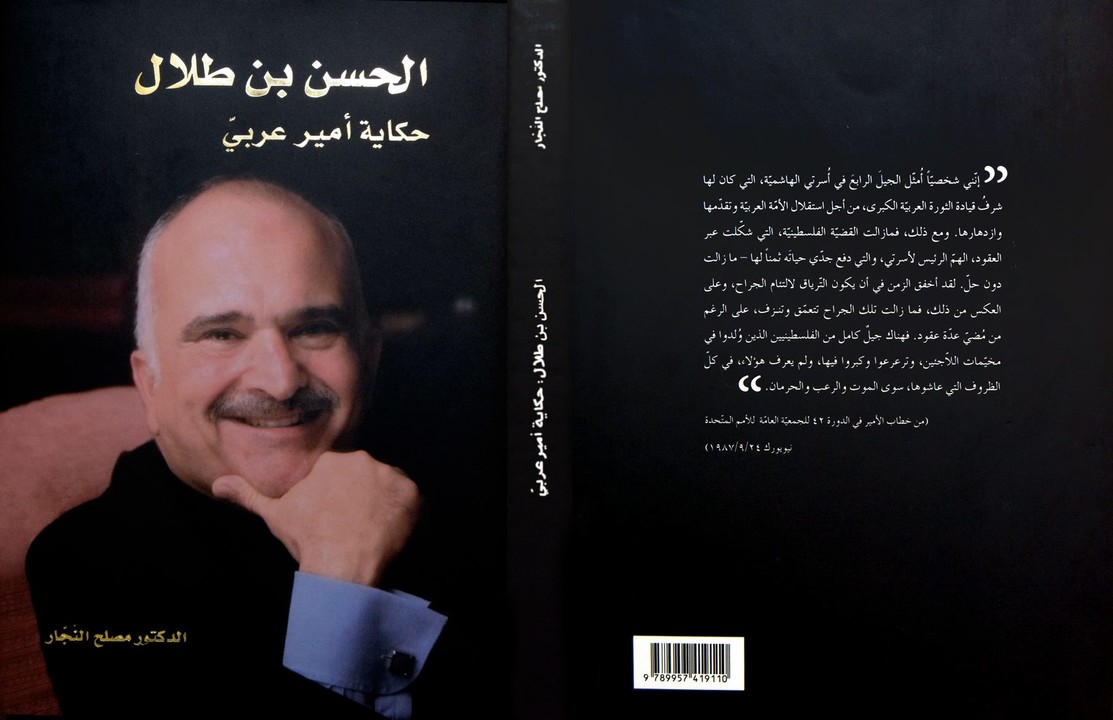 الحسن بن طلال
حكاية أمير عربيّ
الدكتور مصلح النّجار
الدكتور مصلح النّجار
الحسن بن طلال: حكاية أمير عربيّ
إنّني شخصيّاً أُمثّل الجيلَ الرابعَ في أُسرتي الهاشميّة، التي كان لها
شرفُ قيادة الثورة العربيّة الكبرى، من أجل استقلال الأمّة العربيّة وتقدّمها
وازدهارها. ومع ذلك، فمازالت القضيّة الفلسطينيّة، التي شكّلت عبر
العقود، الهمّ الرئيس لأسرتي، والتي دفع جدّي حياته ثمناً لها – ما زالت
دون حلّ. لقد أخفق الزمن في أن يكون التّرياق لالتئام الجراح، وعلى
العكس من ذلك، فما زالت تلك الجراح تتعمّق وتنزف، على الرغم
من مُضيّ عدّة عقود. فهناك جيلٌ كامل من الفلسطينيين الذين وُلدوا في
مخيّمات اللاّجئين، وترعرعوا وكبروا فيها، ولم يعرف هؤلاء، في كلّ
الظروف التي عاشوها، سوى الموت والرعب والحرمان.
(من خطاب الأمير في الدورة ٤٢ للجمعيّة العامّة للأمم المتّحدة
نيويورك ١٩٨٧/٩/٢٤)
9 789957 419110